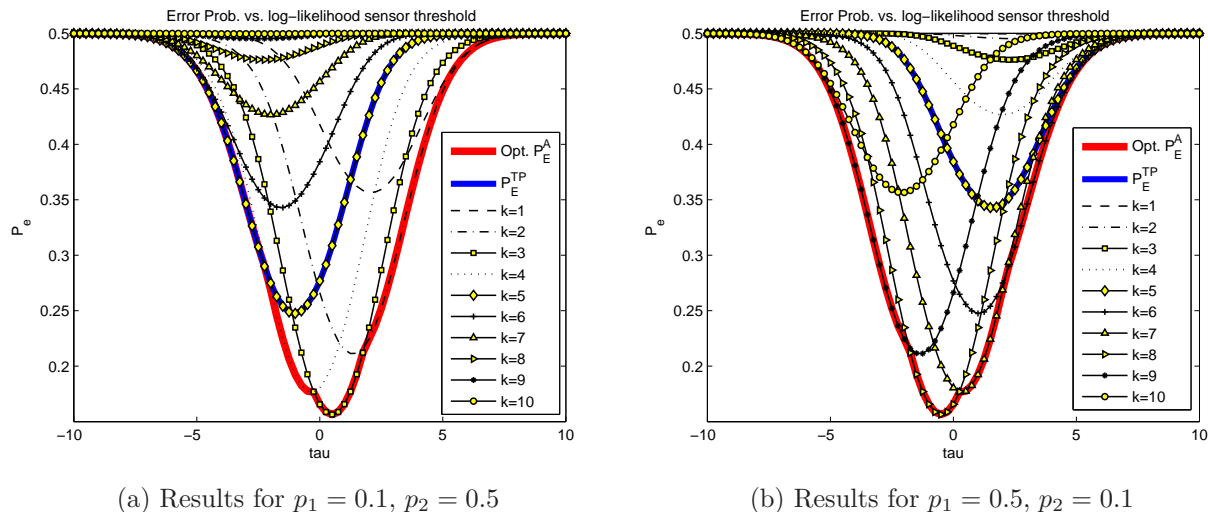 Error Prob. vs. log−likelihood sensor threshold
0.5
0.45
0.4
0.35
0.3
0.25
0.2
P_e
−10
−5
0
5
10
tau
Opt. P_E^A
P_E^TP
k=1
k=2
k=3
k=4
k=5
k=6
k=7
k=8
k=9
k=10
(a) Results for p_1 = 0.1, p_2 = 0.5
Error Prob. vs. log−likelihood sensor threshold
0.5
0.45
0.4
0.35
0.3
0.25
0.2
P_e
−10
−5
0
5
10
tau
Opt. P_E^A
P_E^TP
k=1
k=2
k=3
k=4
k=5
k=6
k=7
k=8
k=9
k=10
(b) Results for p_1 = 0.5, p_2 = 0.1